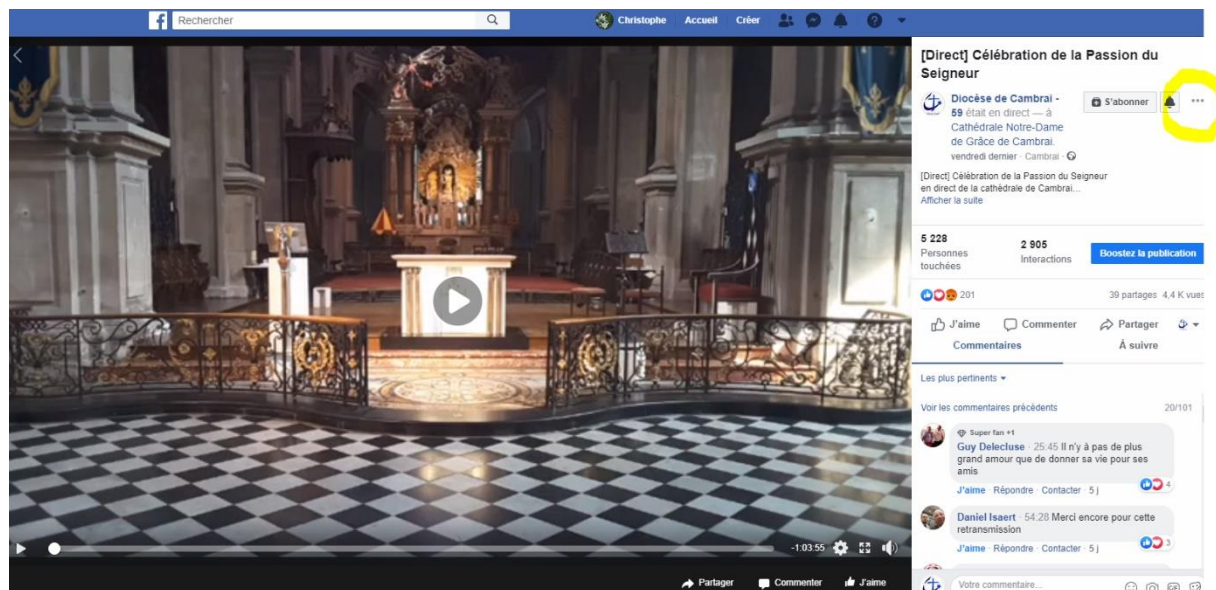 Rechercher
Christophe Accueil Créer
[Direct] Célébration de la Passion du
Seigneur
Diocèse de Cambrai -
59 était en direct — à
Cathédrale Notre-Dame
de Grâce de Cambrai.
vendredi dernier · Cambrai ·
S'abonner
[Direct] Célébration de la Passion du Seigneur
en direct de la cathédrale de Cambrai...
Afficher la suite
5 228
Personnes
touchées
2 905
Interactions
Boostez la publication
201
39 partages 4,4 K vues
J'aime Commenter Partager
Commentaires À suivre
Les plus pertinents
Voir les commentaires précédents 20/101
Super fan +1
Guy Delecluse · 25:45 Il n'y à pas de plus
grand amour que de donner sa vie pour ses
amis
J'aime · Répondre · Contacter · 5 j 4
Daniel Isaert · 54:28 Merci encore pour cette
retransmission
J'aime · Répondre · Contacter · 5 j 3
Votre commentaire...
-1:03:55
Partager Commenter J'aime